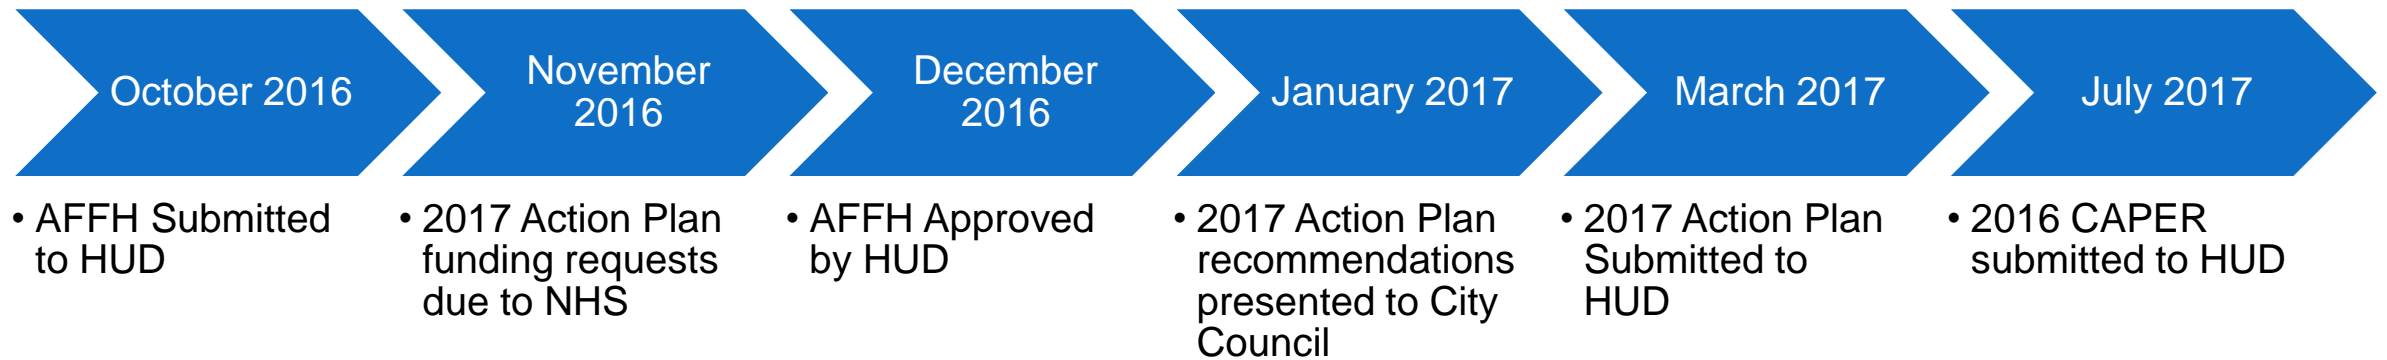 October 2016
November
2016
December
2016
January 2017
March 2017
July 2017
• AFFH Submitted
to HUD
• 2017 Action Plan
funding requests
due to NHS
• AFFH Approved
by HUD
• 2017 Action Plan
recommendations
presented to City
Council
• 2017 Action Plan
Submitted to
HUD
• 2016 CAPER
submitted to HUD